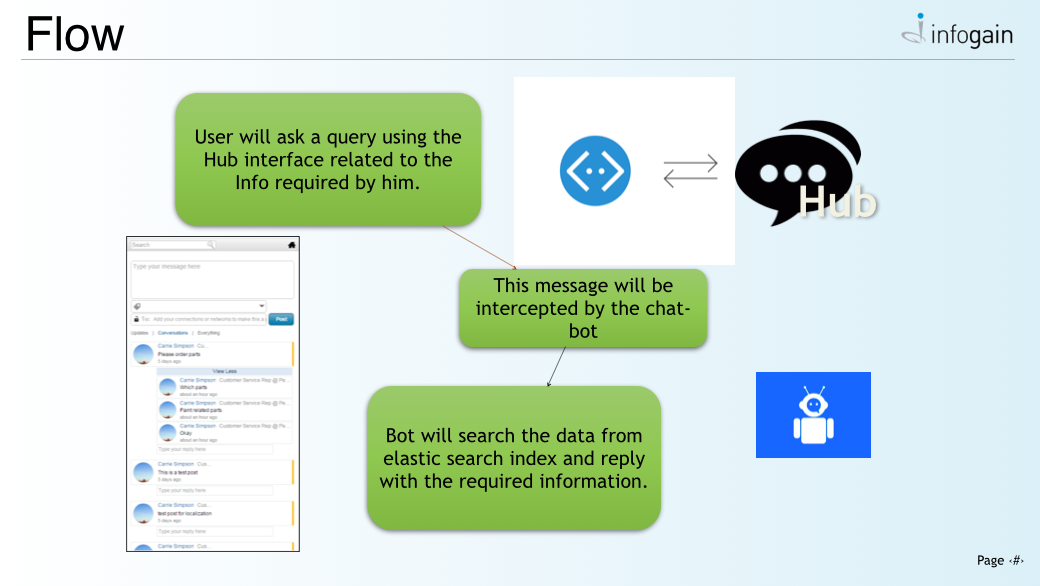 Flow
infogain
User will ask a query using the
Hub interface related to the
Info required by him.
Hub
Search
Type your message here
To: Add your connections or networks to make this a
Post
Updates | Conversations | Everything
Carrie Simpson Cu...
Please order parts
5 days ago
View Less
Carrie Simpson Customer Service Rep @ Pa...
Which parts
about an hour ago
Carrie Simpson Customer Service Rep @ Pa...
Paint related parts
about an hour ago
Carrie Simpson Customer Service Rep @ Pa...
Okay
about an hour ago
Type your reply here
Carrie Simpson Cus...
This is a test post
5 days ago
Type your reply here
Carrie Simpson Cus...
test post for localization
5 days ago
Type your reply here
Carrie Simpson Cus...
This message will be
intercepted by the chat-
bot
Bot will search the data from
elastic search index and reply
with the required information.
Page ‹#›